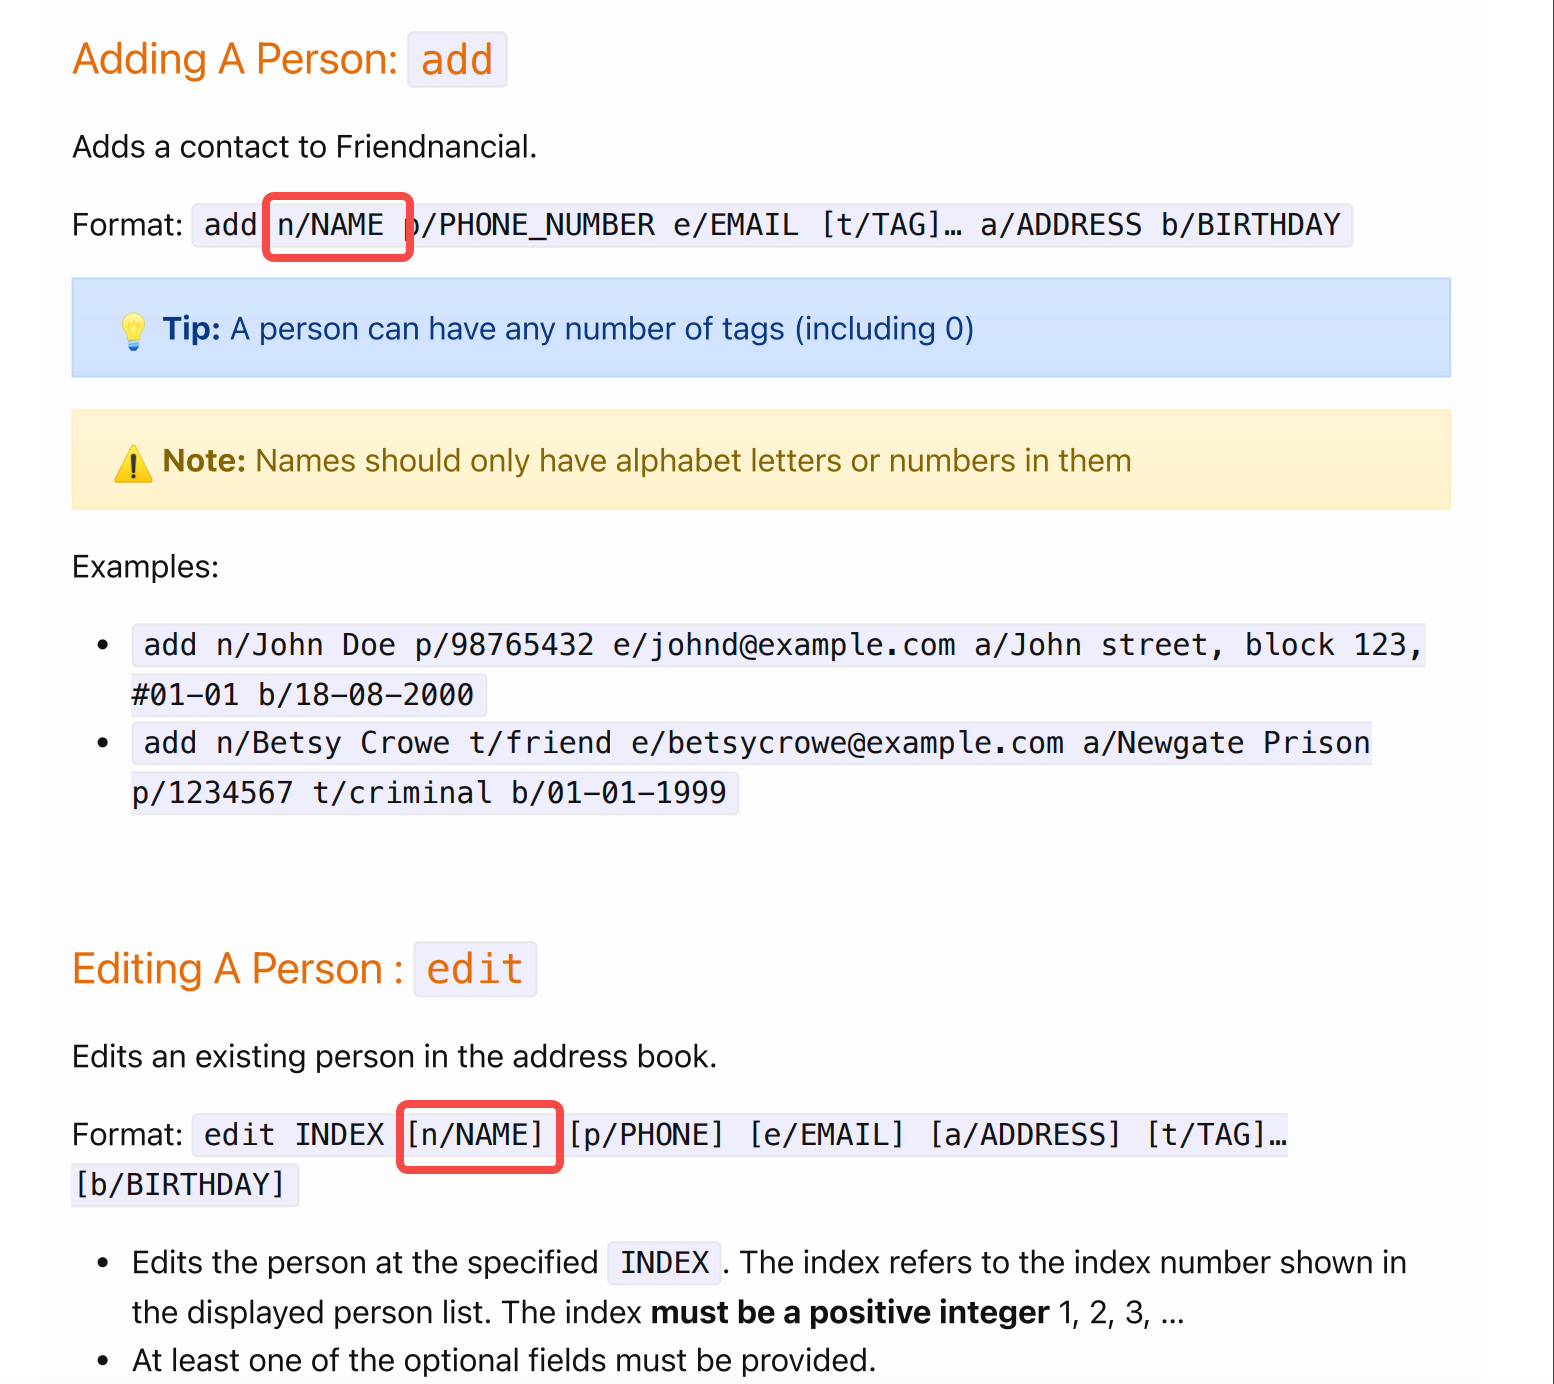 Adding A Person: add
Adds a contact to Friendnancial.
Format: add n/NAME p/PHONE_NUMBER e/EMAIL [t/TAG]… a/ADDRESS b/BIRTHDAY
💡 Tip: A person can have any number of tags (including 0)
⚠️ Note: Names should only have alphabet letters or numbers in them
Examples:
• add n/John Doe p/98765432 e/johnd@example.com a/John street, block 123,
#01-01 b/18-08-2000
• add n/Betsy Crowe t/friend e/betsycrowe@example.com a/Newgate Prison
p/1234567 t/criminal b/01-01-1999
Editing A Person : edit
Edits an existing person in the address book.
Format: edit INDEX [n/NAME] [p/PHONE] [e/EMAIL] [a/ADDRESS] [t/TAG]…
[b/BIRTHDAY]
• Edits the person at the specified INDEX. The index refers to the index number shown in
the displayed person list. The index must be a positive integer 1, 2, 3, …
• At least one of the optional fields must be provided.